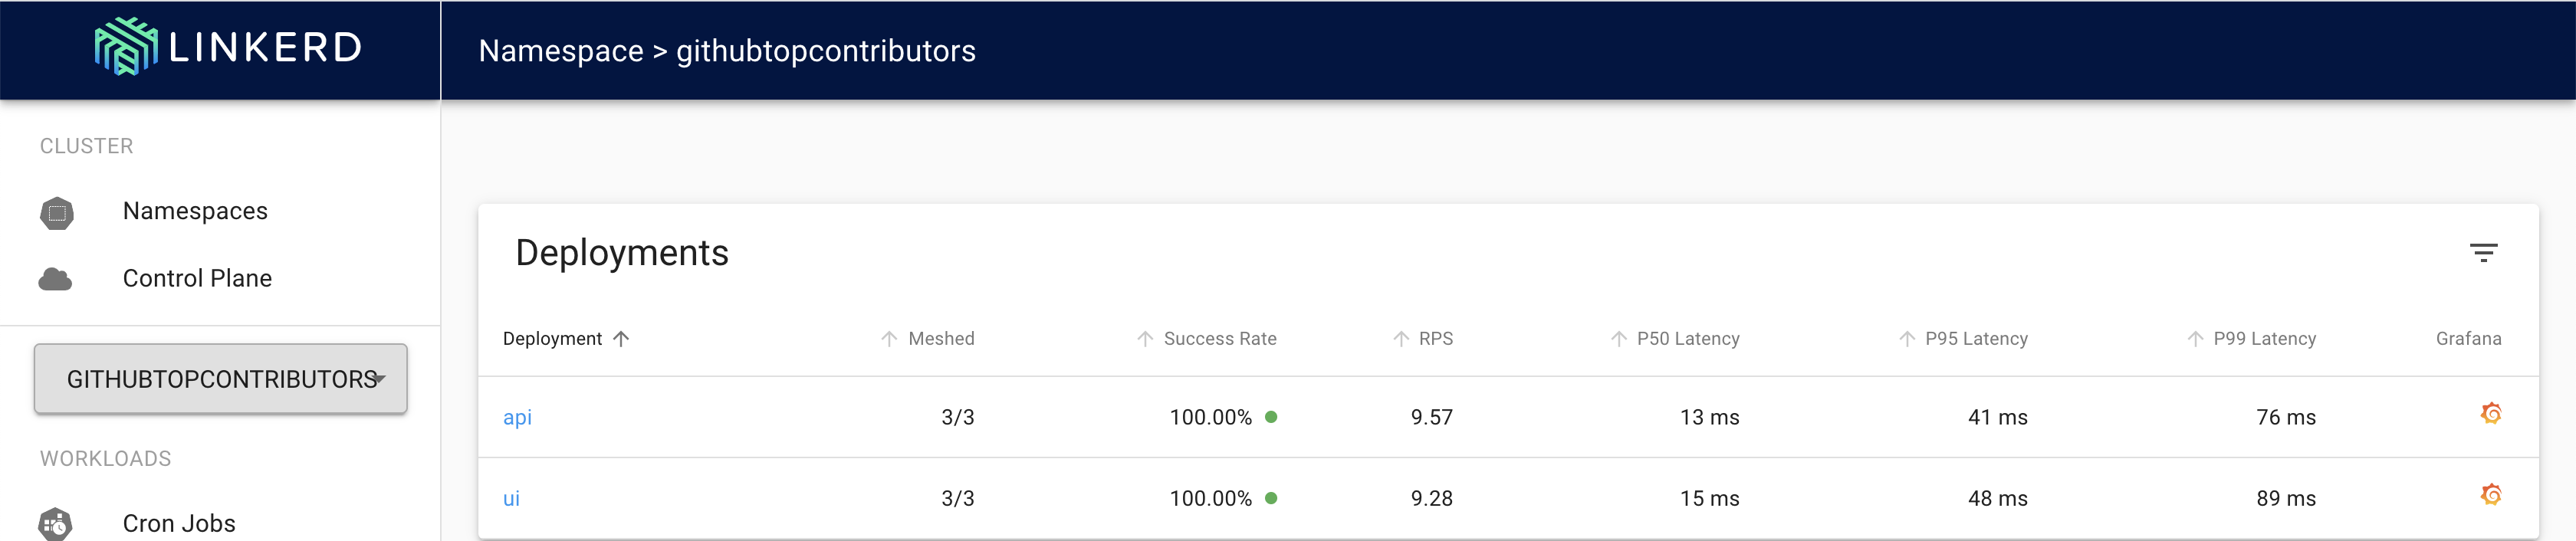 LINKERD
Namespace > githubtopcontributors
CLUSTER
Namespaces
Control Plane
GITHUBTOPCONTRIBUTORS
WORKLOADS
Cron Jobs
Deployments
Deployment Meshed Success Rate RPS P50 Latency P95 Latency P99 Latency Grafana
api 3/3 100.00% 9.57 13 ms 41 ms 76 ms
ui 3/3 100.00% 9.28 15 ms 48 ms 89 ms